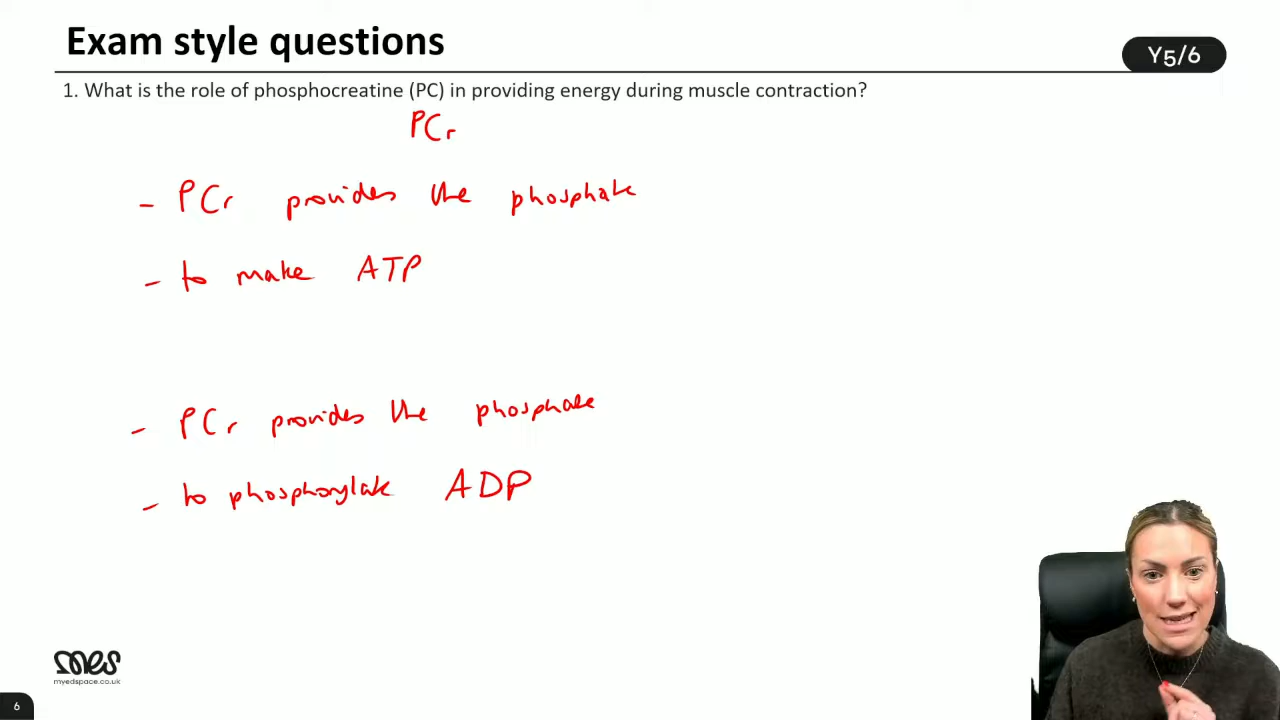 Exam style questions
Y5/6
1. What is the role of phosphocreatine (PC) in providing energy during muscle contraction?
PCr
- PCr provides the phosphate
- to make ATP
- PCr provides the phosphate
- to phosphorylate ADP
mes
myedspace.co.uk
6